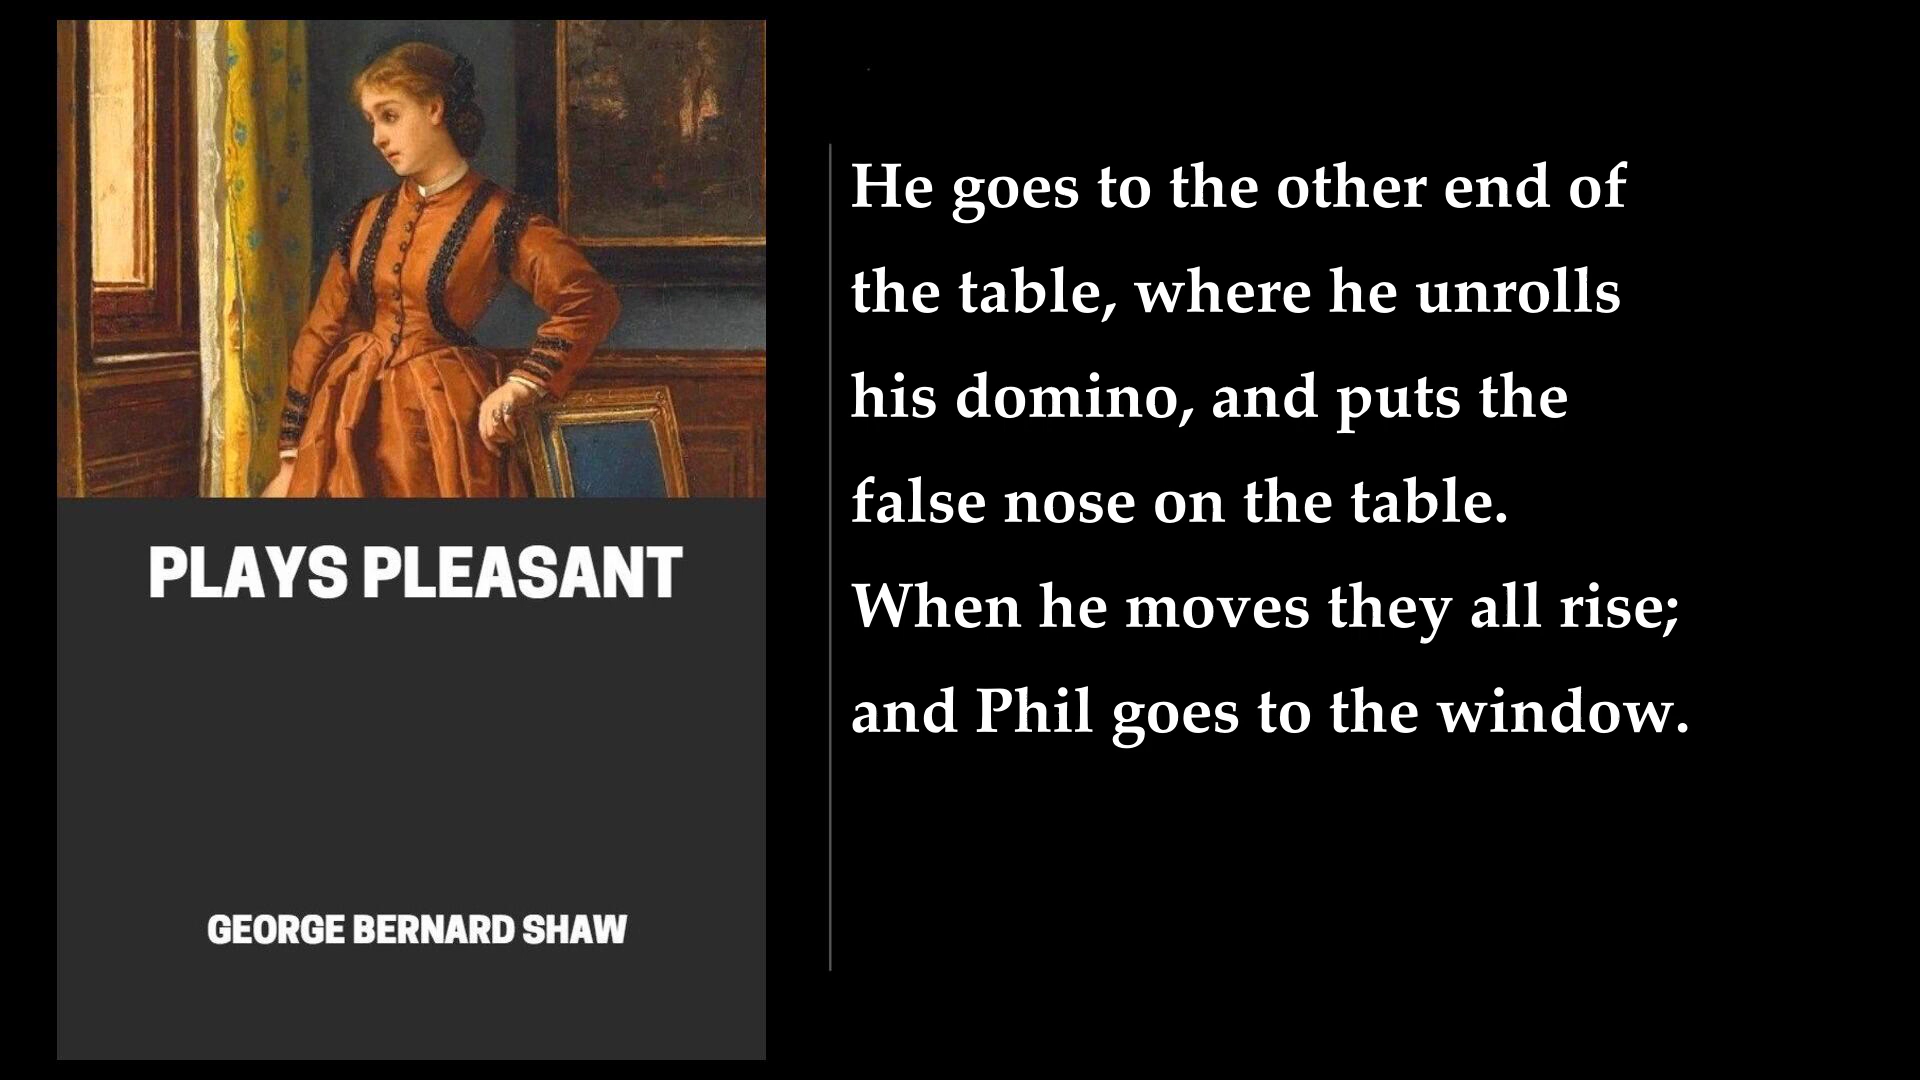 PLAYS PLEASANT
GEORGE BERNARD SHAW
He goes to the other end of
the table, where he unrolls
his domino, and puts the
false nose on the table.
When he moves they all rise;
and Phil goes to the window.